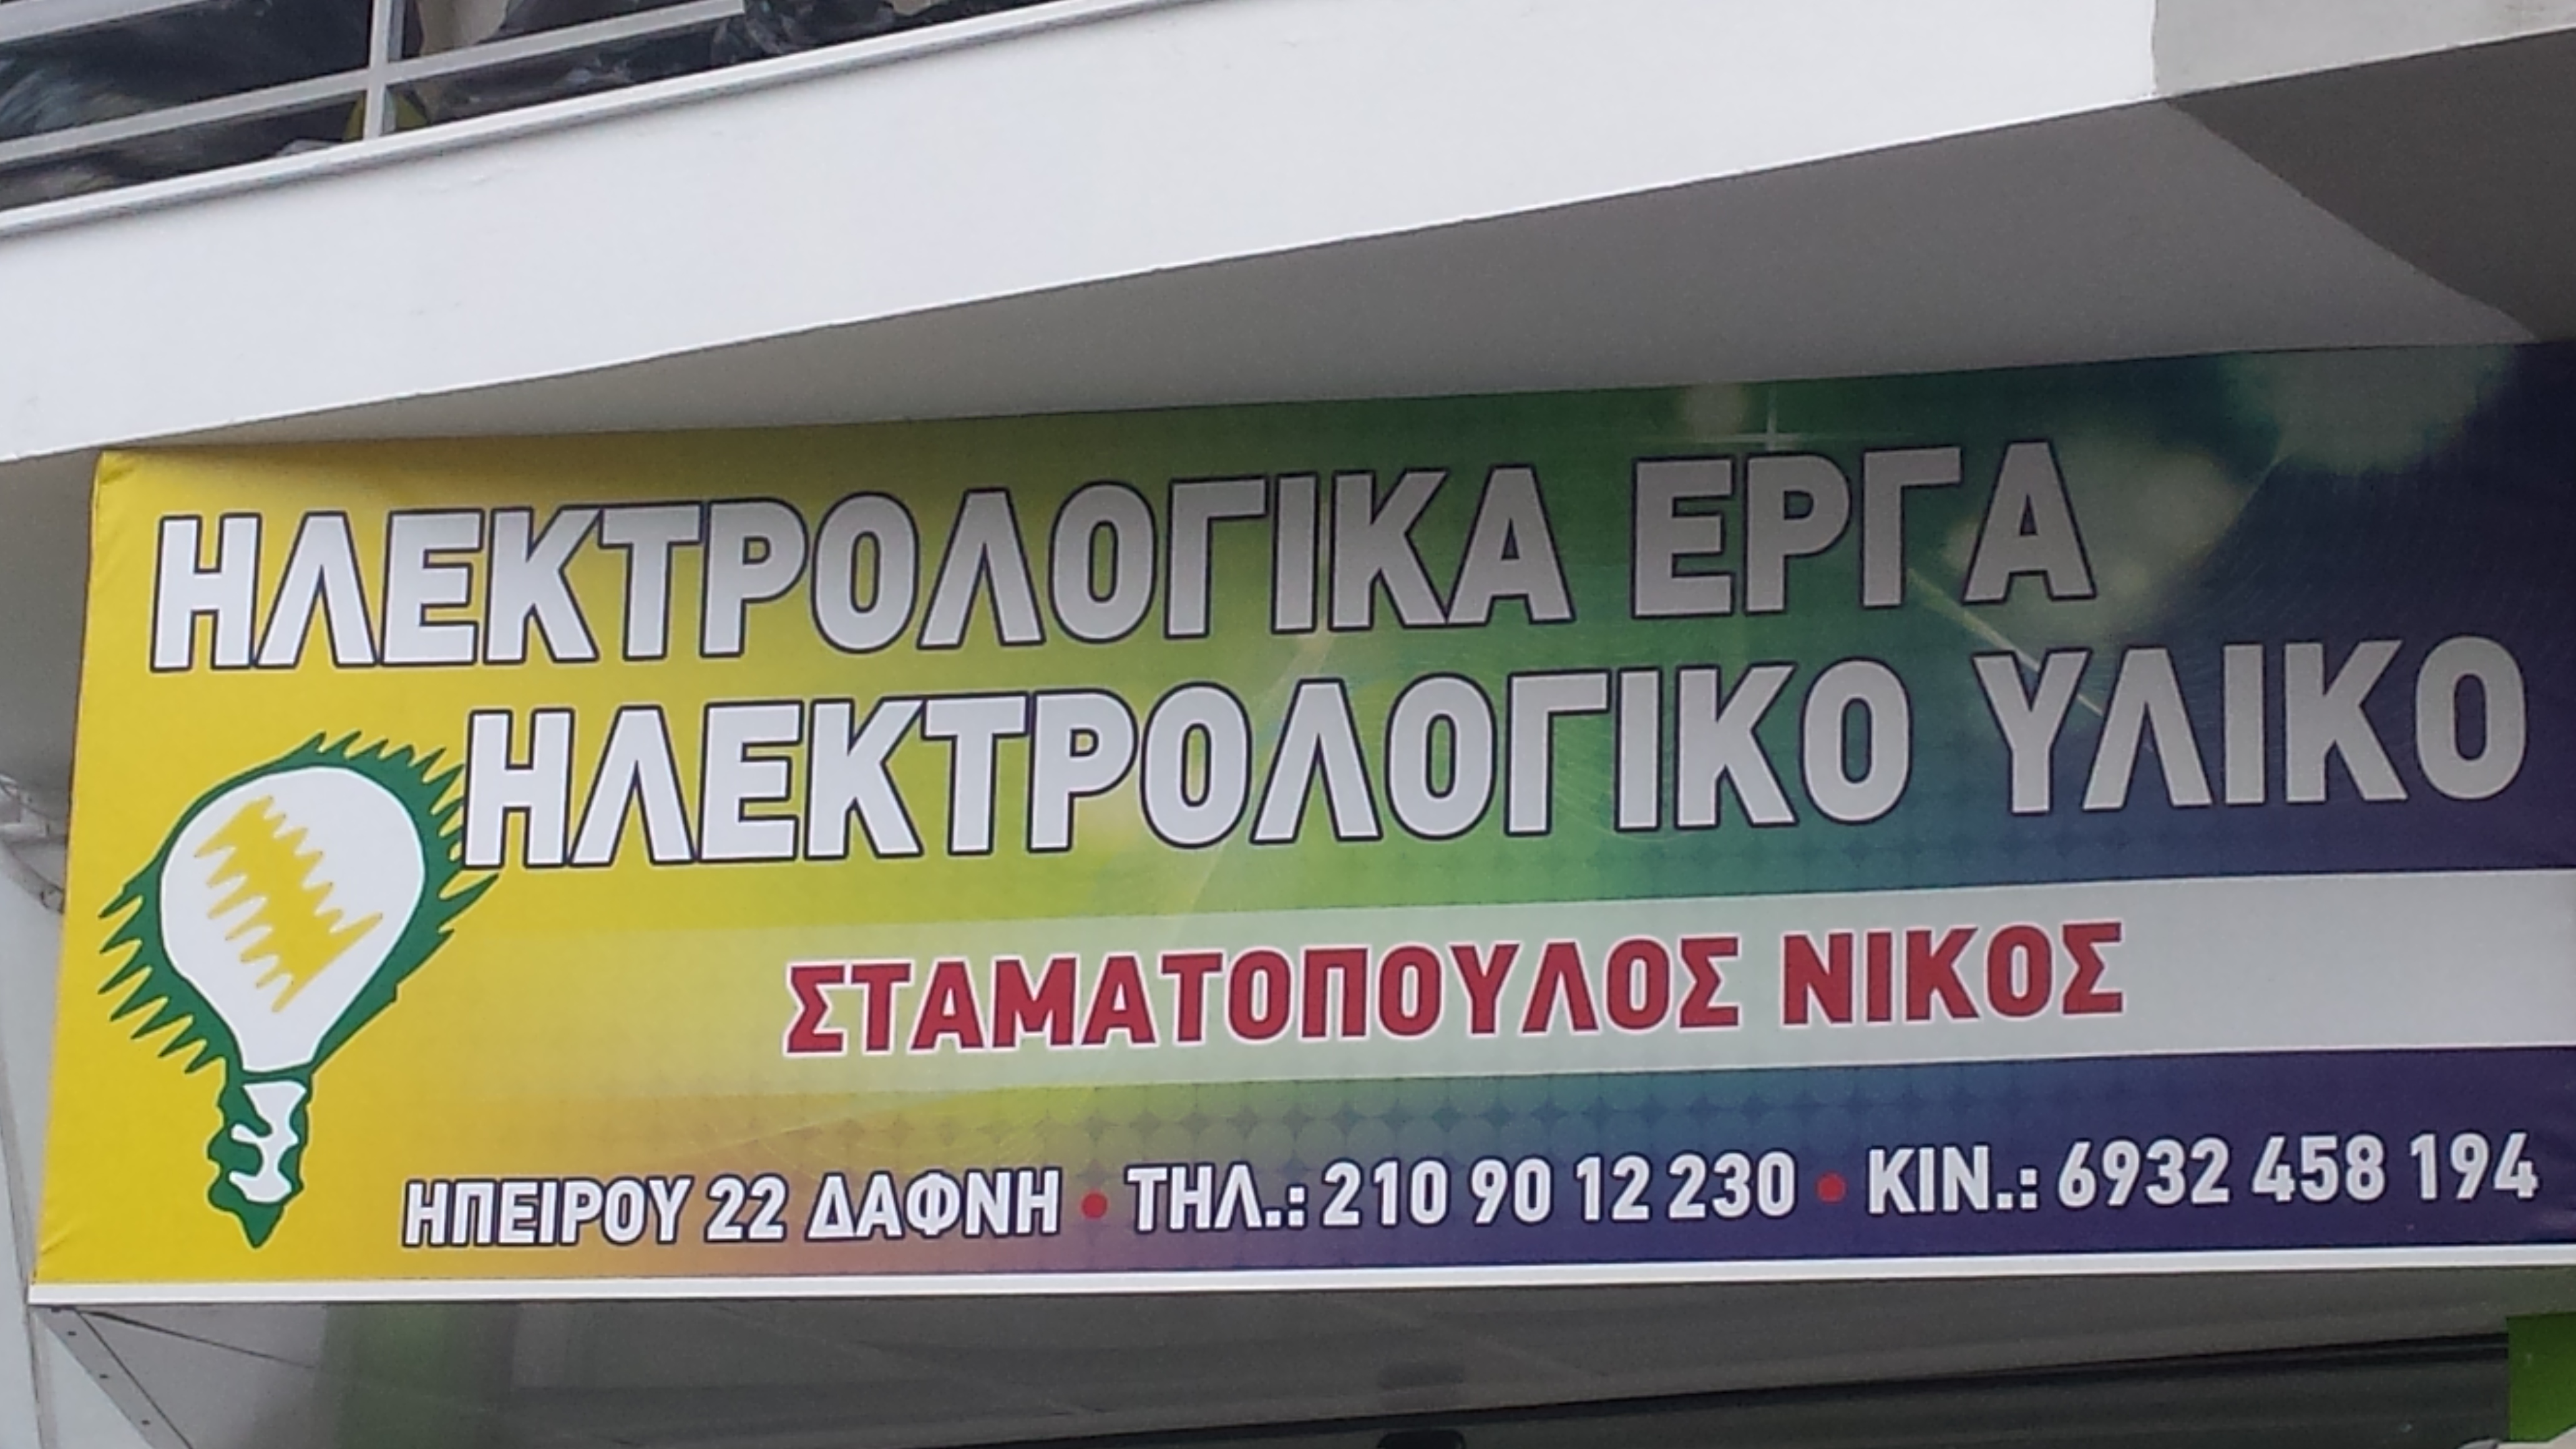 ΗΛΕΚΤΡΟΛΟΓΙΚΑ ΕΡΓΑ
ΗΛΕΚΤΡΟΛΟΓΙΚΟ ΥΛΙΚΟ
ΣΤΑΜΑΤΟΠΟΥΛΟΣ ΝΙΚΟΣ
ΗΠΕΙΡΟΥ 22 ΔΑΦΝΗ • ΤΗΛ.: 210 90 12 230 • ΚΙΝ.: 6932 458 194